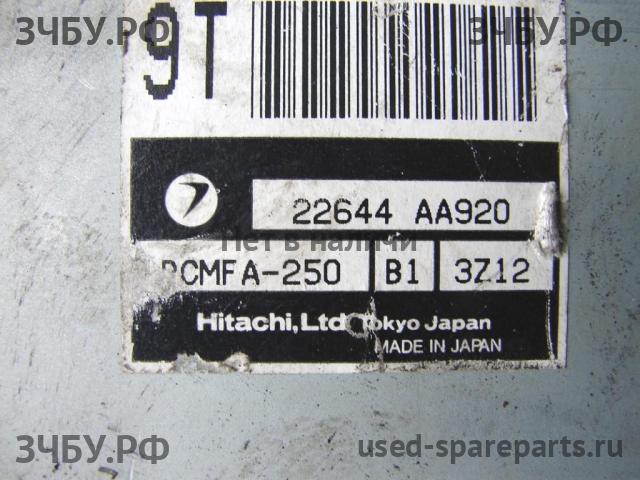 ЗЧБУ.РФ
ЗЧБУ.РФ
9T
22644 AA920
Нет в наличии
PCMFA-250 B1 3Z12
Hitachi,Ltd Tokyo Japan
MADE IN JAPAN
ЗЧБУ.РФ
used-spareparts.ru